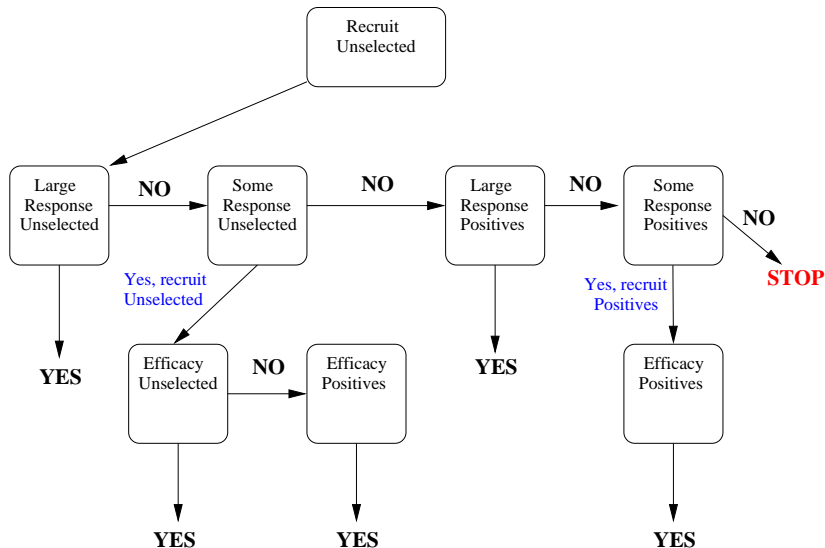 Recruit
Unselected
Large
Response
Unselected
NO
Some
Response
Unselected
NO
Large
Response
Positives
NO
Some
Response
Positives
NO
STOP
Yes, recruit
Unselected
Yes, recruit
Positives
YES
Efficacy
Unselected
NO
Efficacy
Positives
YES
Efficacy
Positives
YES
YES
YES